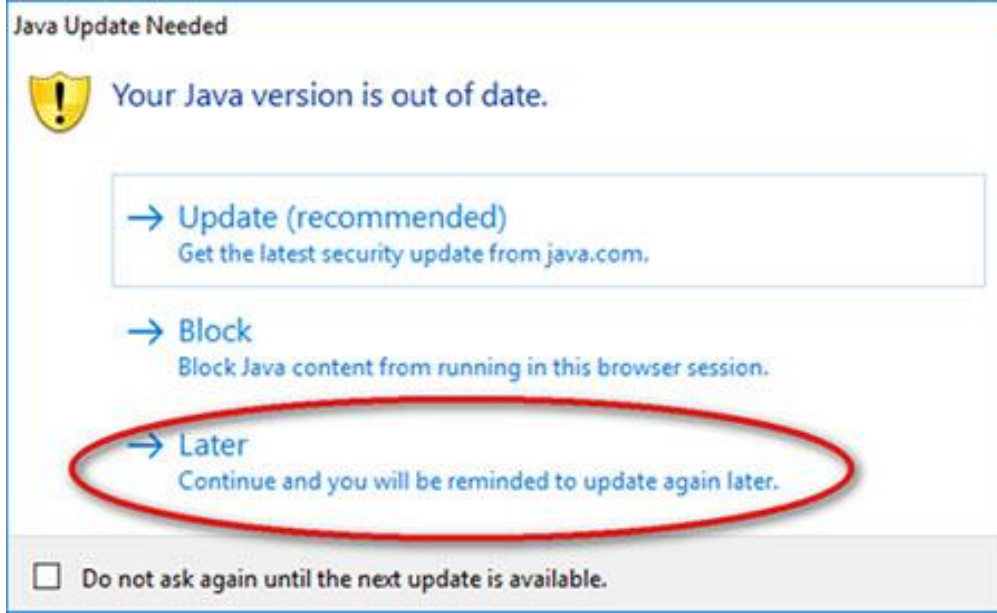 Java Update Needed
Your Java version is out of date.
Update (recommended)
Get the latest security update from java.com.
Block
Block Java content from running in this browser session.
Later
Continue and you will be reminded to update again later.
Do not ask again until the next update is available.